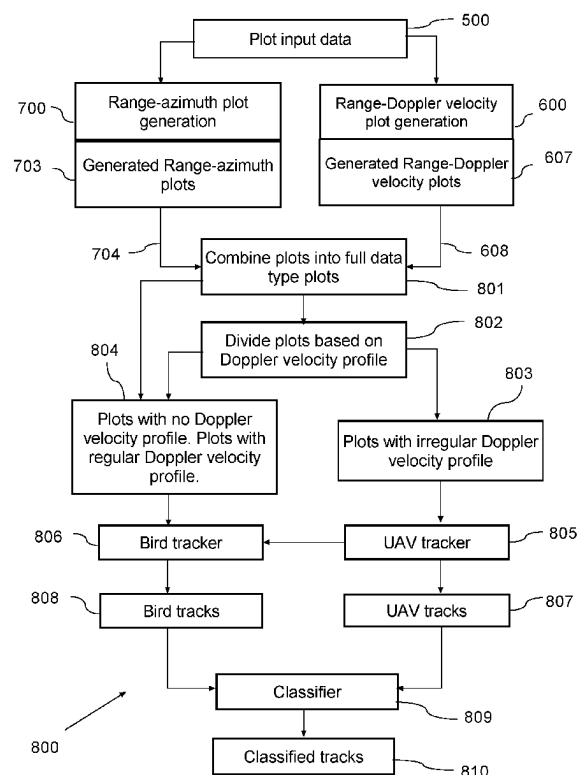 Plot input data
500
700
Range-azimuth plot
generation
Range-Doppler velocity
plot generation
600
703
Generated Range-azimuth
plots
Generated Range-Doppler
velocity plots
607
704
608
Combine plots into full data
type plots
801
802
Divide plots based on
Doppler velocity profile
804
803
Plots with no Doppler
velocity profile. Plots with
regular Doppler velocity
profile.
Plots with irregular Doppler
velocity profile
806
Bird tracker
UAV tracker
805
808
Bird tracks
UAV tracks
807
Classifier
809
800
Classified tracks
810